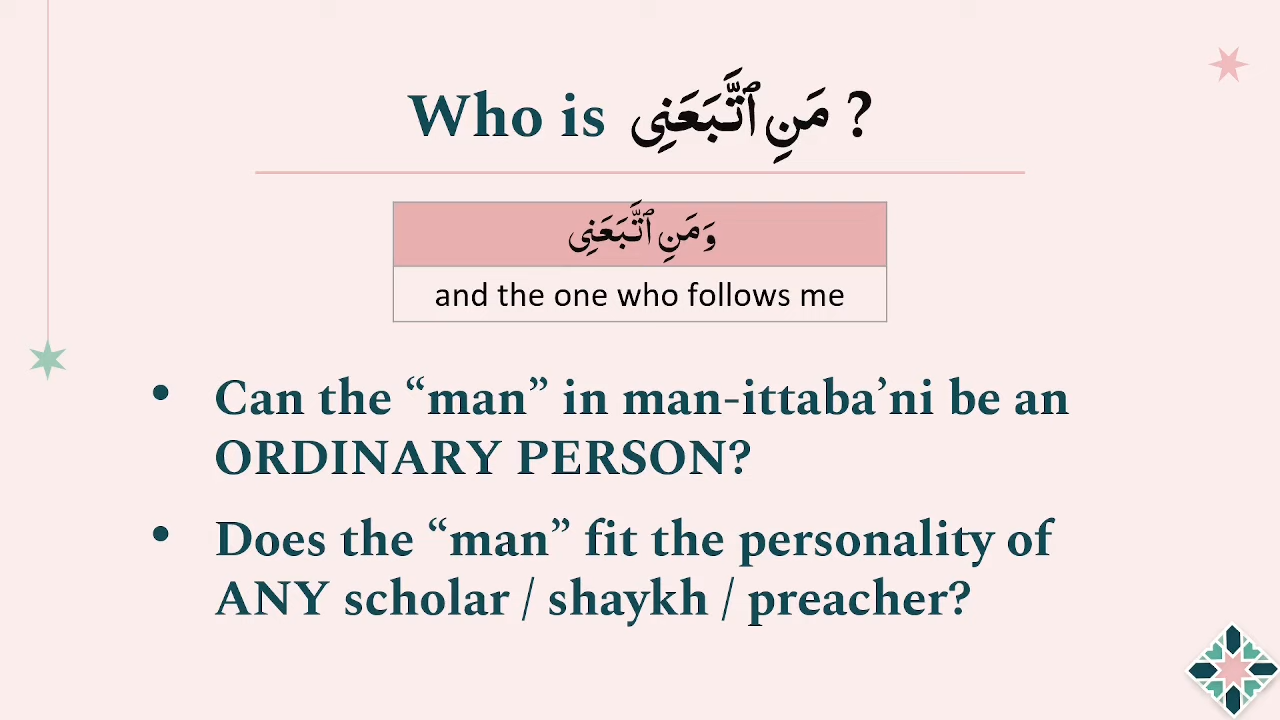 Who is مَنِ ٱتَّبَعَنِى ?
وَمَنِ ٱتَّبَعَنِى
and the one who follows me
• Can the “man” in man-ittaba’ni be an
ORDINARY PERSON?
• Does the “man” fit the personality of
ANY scholar / shaykh / preacher?